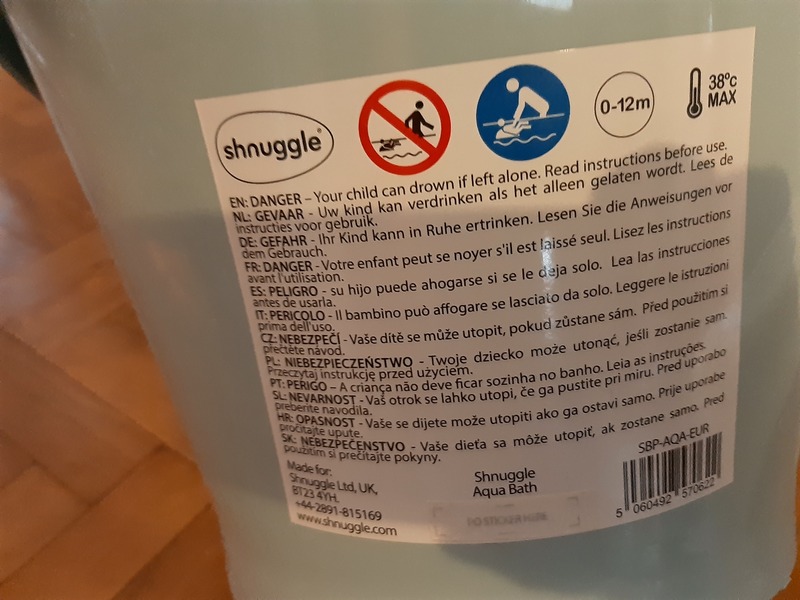 shnuggle®
0-12m
38°C
MAX
EN: DANGER – Your child can drown if left alone. Read instructions before use.
NL: GEVAAR - Uw kind kan verdrinken als het alleen gelaten wordt. Lees de
instructies voor gebruik.
DE: GEFAHR - Ihr Kind kann in Ruhe ertrinken. Lesen Sie die Anweisungen vor
dem Gebrauch.
FR: DANGER - Votre enfant peut se noyer s'il est laissé seul. Lisez les instructions
avant l'utilisation.
ES: PELIGRO - su hijo puede ahogarse si se le deja solo. Lea las instrucciones
antes de usarla.
IT: PERICOLO - Il bambino può affogare se lasciato da solo. Leggere le istruzioni
prima dell'uso.
CZ: NEBEZPEČÍ - Vaše dítě se může utopit, pokud zůstane sám. Před použitím si
přečtěte návod.
PL: NIEBEZPIECZEŃSTWO - Twoje dziecko może utonąć, jeśli zostanie sam.
Przeczytaj instrukcję przed użyciem.
PT: PERIGO – A criança não deve ficar sozinha no banho. Leia as instruções.
SL: NEVARNOST - Vaš otrok se lahko utopi, če ga pustite pri miru. Pred uporabo
preberite navodila.
HR: OPASNOST - Vaše se dijete može utopiti ako ga ostavi samo. Prije uporabe
pročitajte upute.
SK: NEBEZPEČENSTVO - Vaše dieťa sa môže utopiť, ak zostane samo. Pred
použitím si prečítajte pokyny.
Made for:
Shnuggle Ltd, UK,
BT23 4YH.
+44-2891-815169
www.shnuggle.com
Shnuggle
Aqua Bath
SBP-AQA-EUR
5 060492 570622